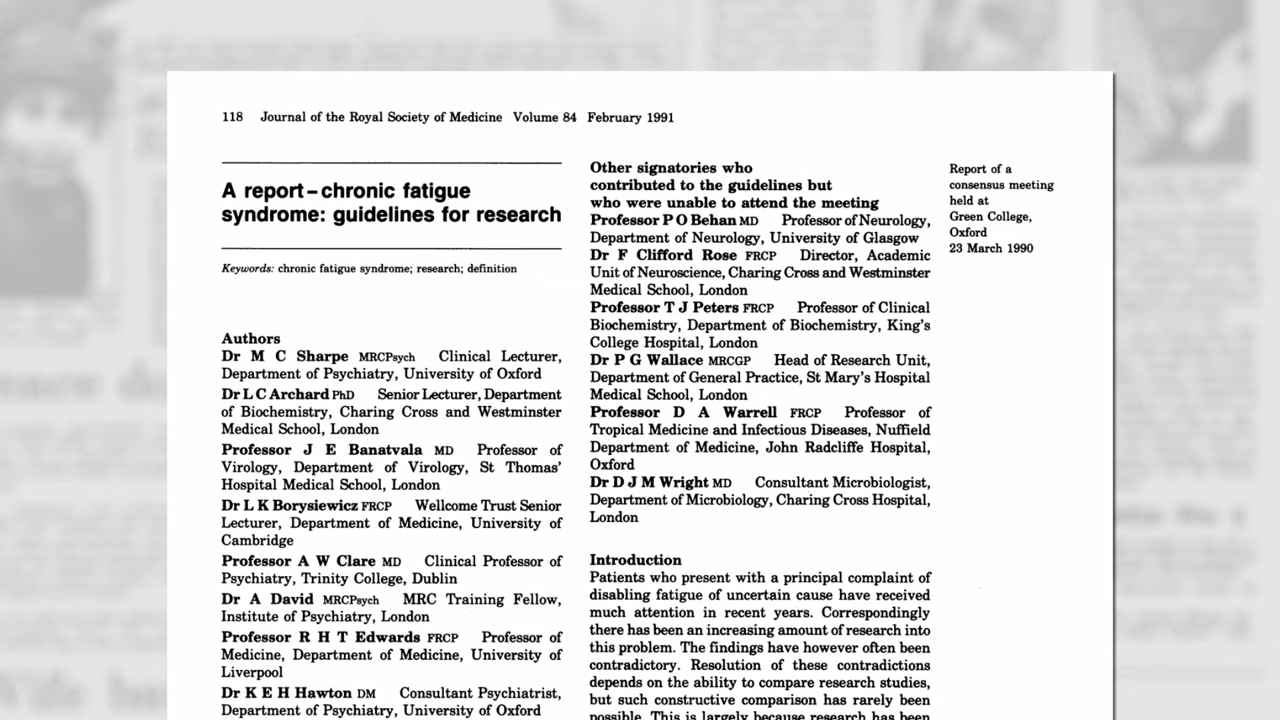 118 Journal of the Royal Society of Medicine Volume 84 February 1991
A report – chronic fatigue
syndrome: guidelines for research
Keywords: chronic fatigue syndrome; research; definition
Authors
Dr M C Sharpe MRCPsych Clinical Lecturer,
Department of Psychiatry, University of Oxford
Dr L C Archard PhD Senior Lecturer, Department
of Biochemistry, Charing Cross and Westminster
Medical School, London
Professor J E Banatvala MD Professor of
Virology, Department of Virology, St Thomas'
Hospital Medical School, London
Dr L K Borysiewicz FRCP Wellcome Trust Senior
Lecturer, Department of Medicine, University of
Cambridge
Professor A W Clare MD Clinical Professor of
Psychiatry, Trinity College, Dublin
Dr A David MRCPsych MRC Training Fellow,
Institute of Psychiatry, London
Professor R H T Edwards FRCP Professor of
Medicine, Department of Medicine, University of
Liverpool
Dr K E H Hawton DM Consultant Psychiatrist,
Department of Psychiatry, University of Oxford
Other signatories who
contributed to the guidelines but
who were unable to attend the meeting
Professor P O Behan MD Professor of Neurology,
Department of Neurology, University of Glasgow
Dr F Clifford Rose FRCP Director, Academic
Unit of Neuroscience, Charing Cross and Westminster
Medical School, London
Professor T J Peters FRCP Professor of Clinical
Biochemistry, Department of Biochemistry, King's
College Hospital, London
Dr P G Wallace MRCGP Head of Research Unit,
Department of General Practice, St Mary's Hospital
Medical School, London
Professor D A Warrell FRCP Professor of
Tropical Medicine and Infectious Diseases, Nuffield
Department of Medicine, John Radcliffe Hospital,
Oxford
Dr D J M Wright MD Consultant Microbiologist,
Department of Microbiology, Charing Cross Hospital,
London
Introduction
Patients who present with a principal complaint of
disabling fatigue of uncertain cause have received
much attention in recent years. Correspondingly
there has been an increasing amount of research into
this problem. The findings have however often been
contradictory. Resolution of these contradictions
depends on the ability to compare research studies,
but such constructive comparison has rarely been
possible. This is largely because research has been
Report of a
consensus meeting
held at
Green College,
Oxford
23 March 1990